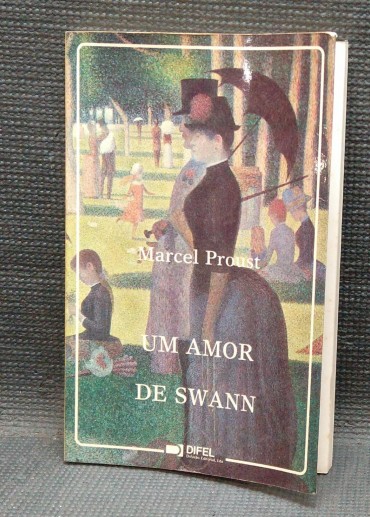 Marcel Proust
UM AMOR
DE SWANN
DIFEL